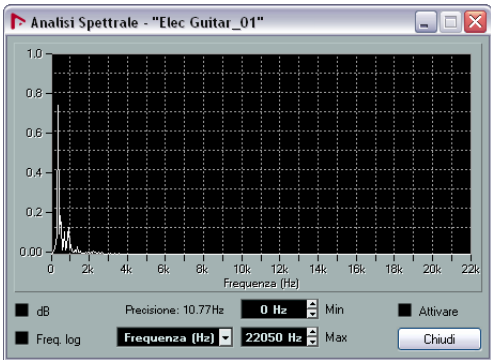 Analisi Spettrale - "Elec Guitar_01"
1.0
0.8
0.6
0.4
0.2
0.00
0 2k 4k 6k 8k 10k 12k 14k 16k 18k 20k 22k
Frequenza (Hz)
dB Precisione: 10.77Hz 0 Hz Min Attivare
Freq. log Frequenza (Hz) 22050 Hz Max Chiudi